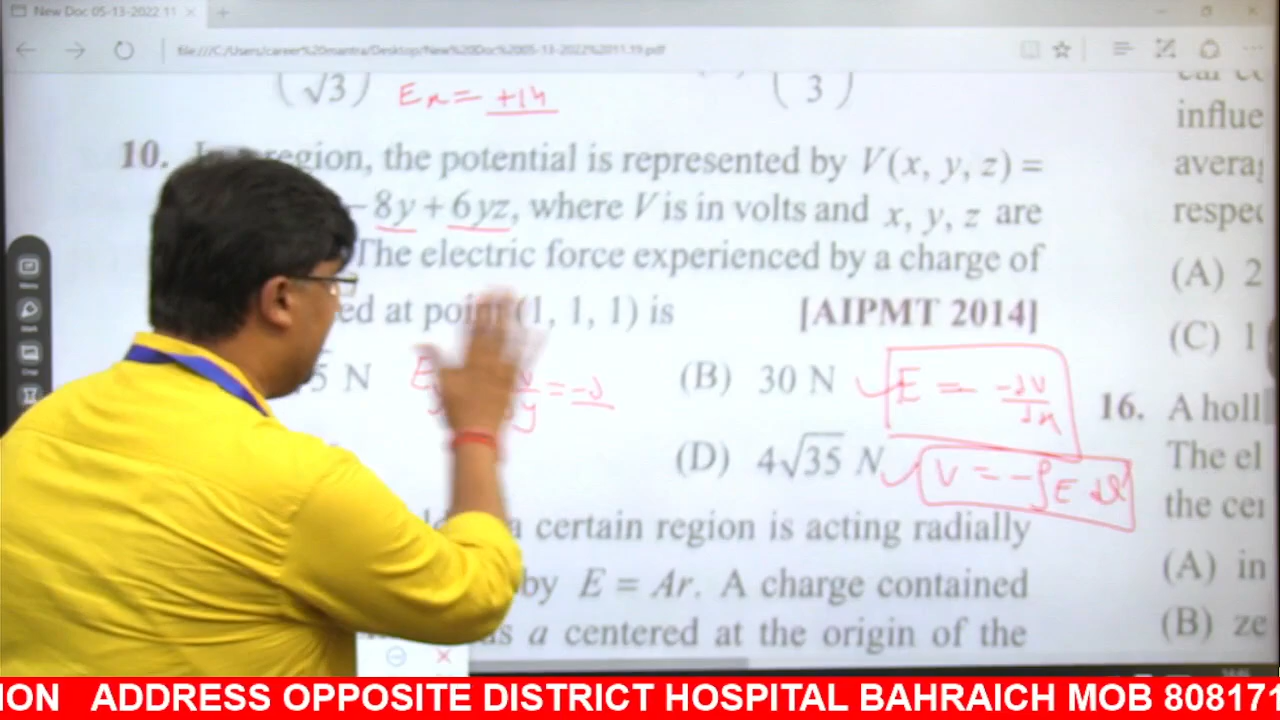 New Doc 05-13-2022 11
file:///C:/Users/career%20mantra/Desktop/New%20Doc%2005-13-2022%2011.19.pdf
(√3) Ex = +14 (3)
10. region, the potential is represented by V(x, y, z) =
- 8y + 6yz, where V is in volts and x, y, z are
The electric force experienced by a charge of
ed at point (1, 1, 1) is [AIPMT 2014]
5 N (B) 30 N E = -dV/dx
(D) 4√35 N V = -∫E dr
a certain region is acting radially
by E = Ar. A charge contained
a centered at the origin of the
influe
respec
(A) 2
(C) 1
16. A holl
The el
the cen
(A) in
(B) ze
ION ADDRESS OPPOSITE DISTRICT HOSPITAL BAHRAICH MOB 808171